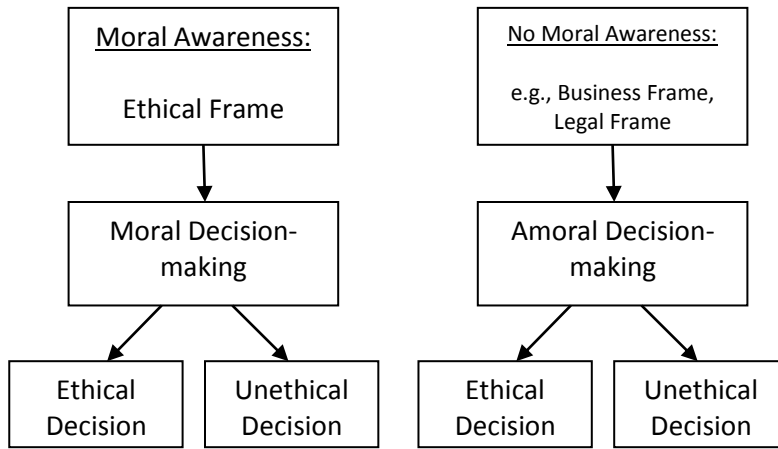 Moral Awareness:
Ethical Frame
No Moral Awareness:
e.g., Business Frame,
Legal Frame
Moral Decision-
making
Amoral Decision-
making
Ethical
Decision
Unethical
Decision
Ethical
Decision
Unethical
Decision